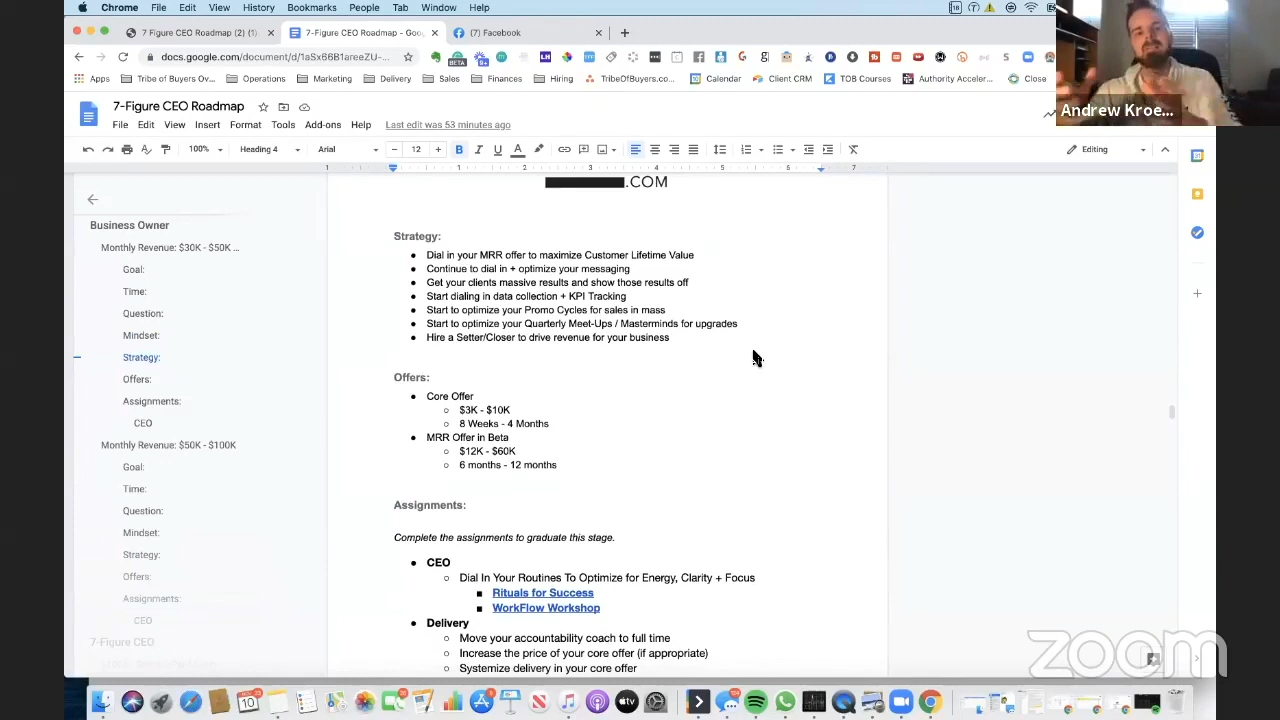 Chrome File Edit View History Bookmarks People Tab Window Help
7 Figure CEO Roadmap (2) (1)
7-Figure CEO Roadmap - Goo
(7) Facebook
docs.google.com/document/d/1aSx66B1areeZU-...
BETA
Apps Tribe of Buyers Ov... Operations Marketing Delivery Sales Finances Hiring TribeOfBuyers.co... Calendar Client CRM TOB Courses Authority Acceler... Close
Andrew Kroe...
7-Figure CEO Roadmap
File Edit View Insert Format Tools Add-ons Help Last edit was 53 minutes ago
100% Heading 4 Arial 12 B I U A Editing
1 1 2 3 4 5 6 7
.COM
Business Owner
Monthly Revenue: $30K - $50K ...
Goal:
Time:
Question:
Mindset:
Strategy:
Offers:
Assignments:
CEO
Monthly Revenue: $50K - $100K
Goal:
Time:
Question:
Mindset:
Strategy:
Offers:
Assignments:
CEO
7-Figure CEO
Strategy:
Dial in your MRR offer to maximize Customer Lifetime Value
Continue to dial in + optimize your messaging
Get your clients massive results and show those results off
Start dialing in data collection + KPI Tracking
Start to optimize your Promo Cycles for sales in mass
Start to optimize your Quarterly Meet-Ups / Masterminds for upgrades
Hire a Setter/Closer to drive revenue for your business
Offers:
Core Offer
$3K - $10K
8 Weeks - 4 Months
MRR Offer in Beta
$12K - $60K
6 months - 12 months
Assignments:
Complete the assignments to graduate this stage.
CEO
Dial In Your Routines To Optimize for Energy, Clarity + Focus
Rituals for Success
WorkFlow Workshop
Delivery
Move your accountability coach to full time
Increase the price of your core offer (if appropriate)
Systemize delivery in your core offer
zoom
tv